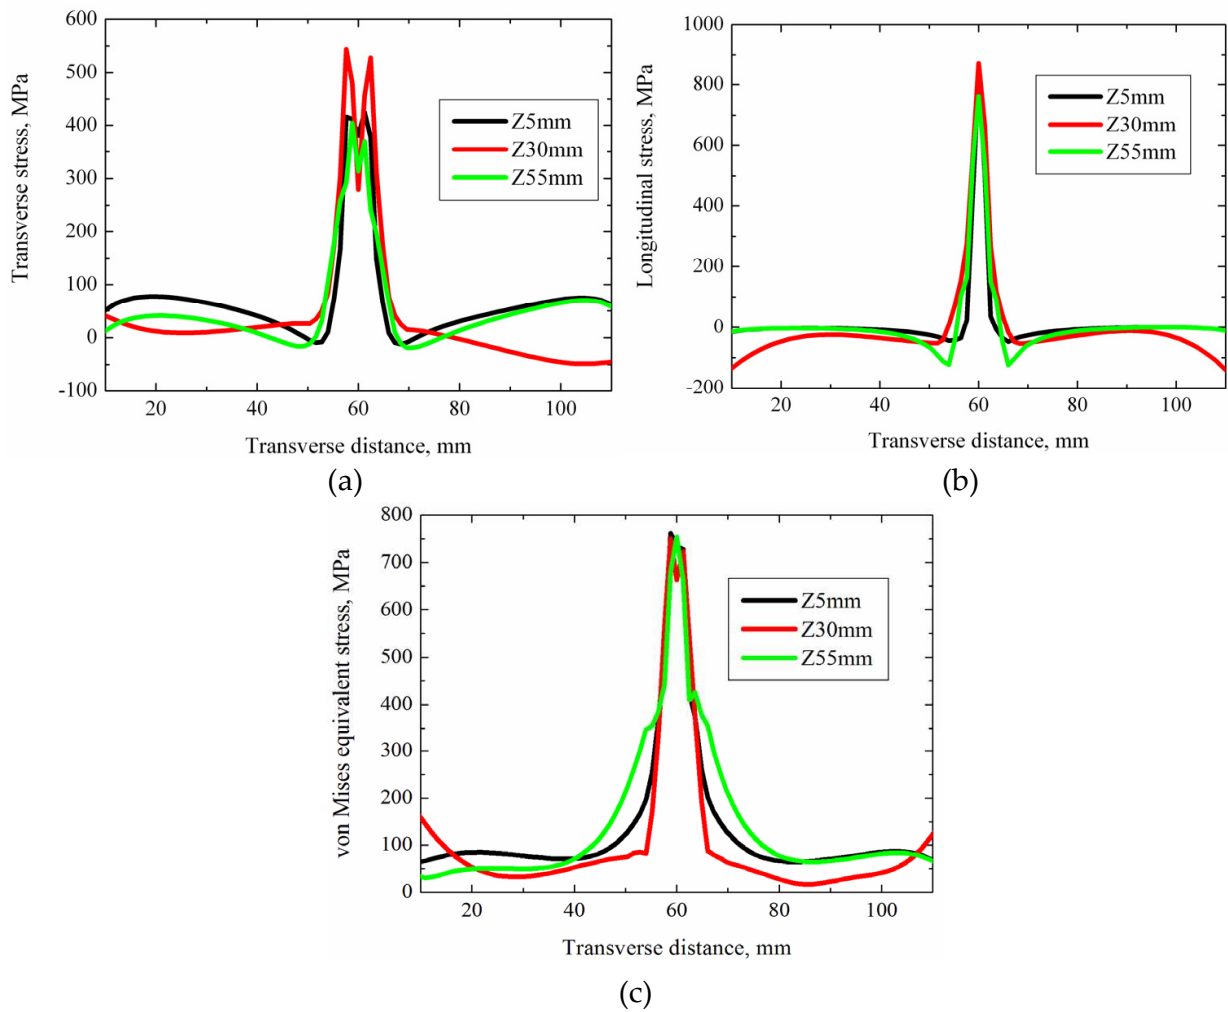 600
500
400
300
200
100
0
-100
Transverse stress, MPa
Z5mm
Z30mm
Z55mm
20 40 60 80 100
Transverse distance, mm
(a)
1000
800
600
400
200
0
-200
Longitudinal stress, MPa
Z5mm
Z30mm
Z55mm
20 40 60 80 100
Transverse distance, mm
(b)
800
700
600
500
400
300
200
100
0
von Mises equivalent stress, MPa
Z5mm
Z30mm
Z55mm
20 40 60 80 100
Transverse distance, mm
(c)